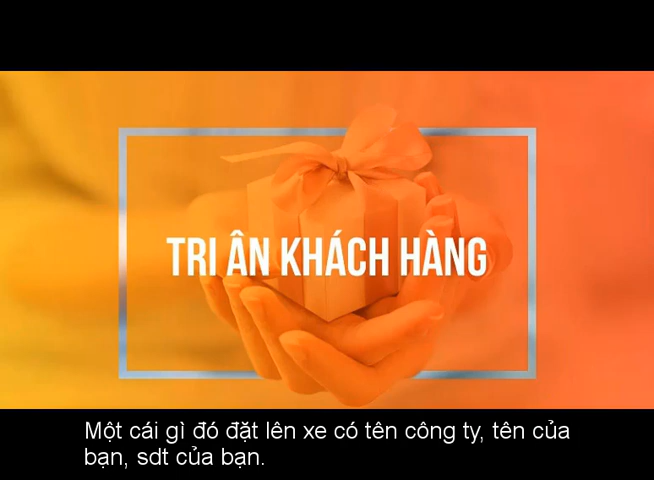 TRI ÂN KHÁCH HÀNG
Một cái gì đó đặt lên xe có tên công ty, tên của
bạn, sdt của bạn.